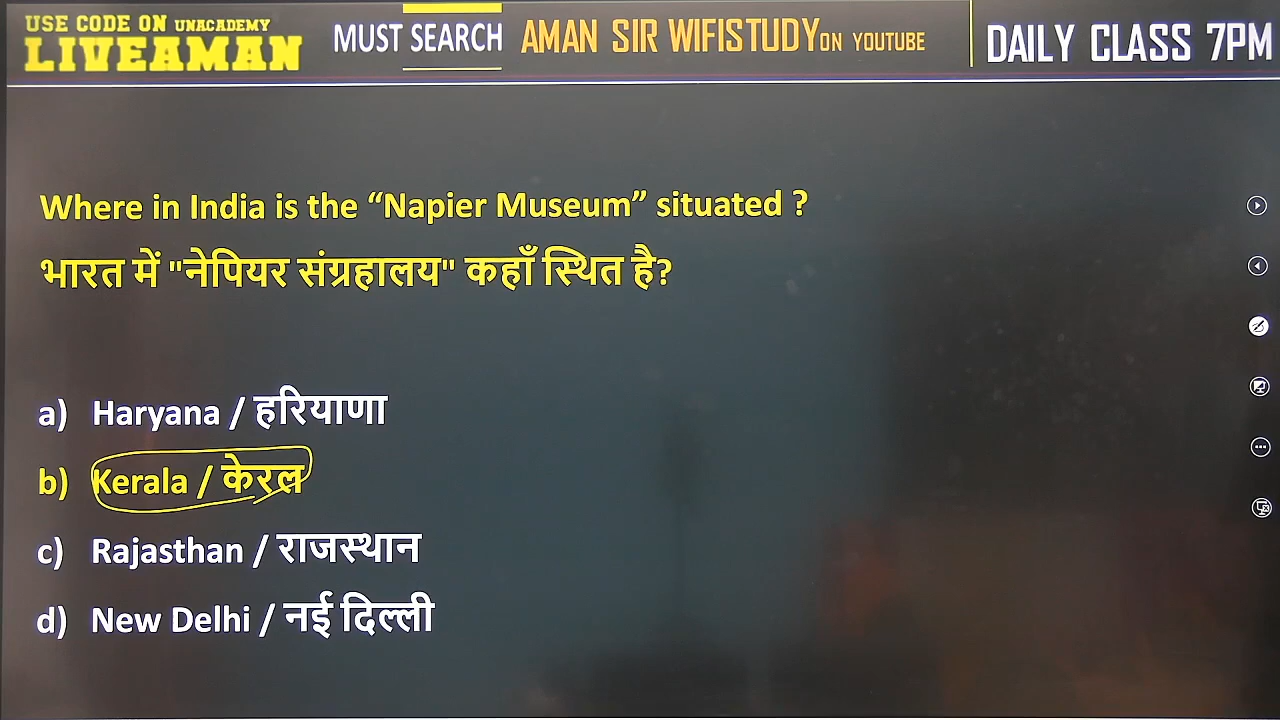 USE CODE ON UNACADEMY
LIVEAMAN
MUST SEARCH AMAN SIR WIFISTUDY ON YOUTUBE
DAILY CLASS 7PM
Where in India is the “Napier Museum” situated ?
भारत में "नेपियर संग्रहालय" कहाँ स्थित है?
a) Haryana / हरियाणा
b) Kerala / केरल
c) Rajasthan / राजस्थान
d) New Delhi / नई दिल्ली